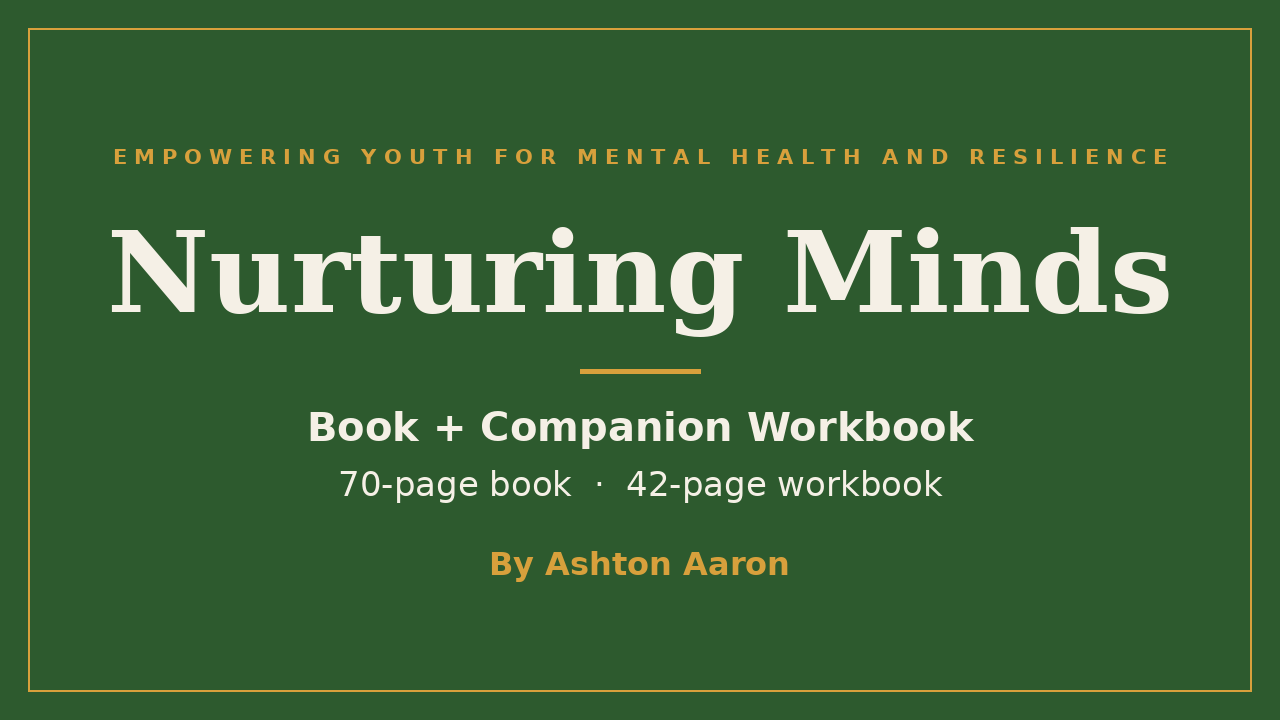 EMPOWERING YOUTH FOR MENTAL HEALTH AND RESILIENCE
Nurturing Minds
Book + Companion Workbook
70-page book · 42-page workbook
By Ashton Aaron